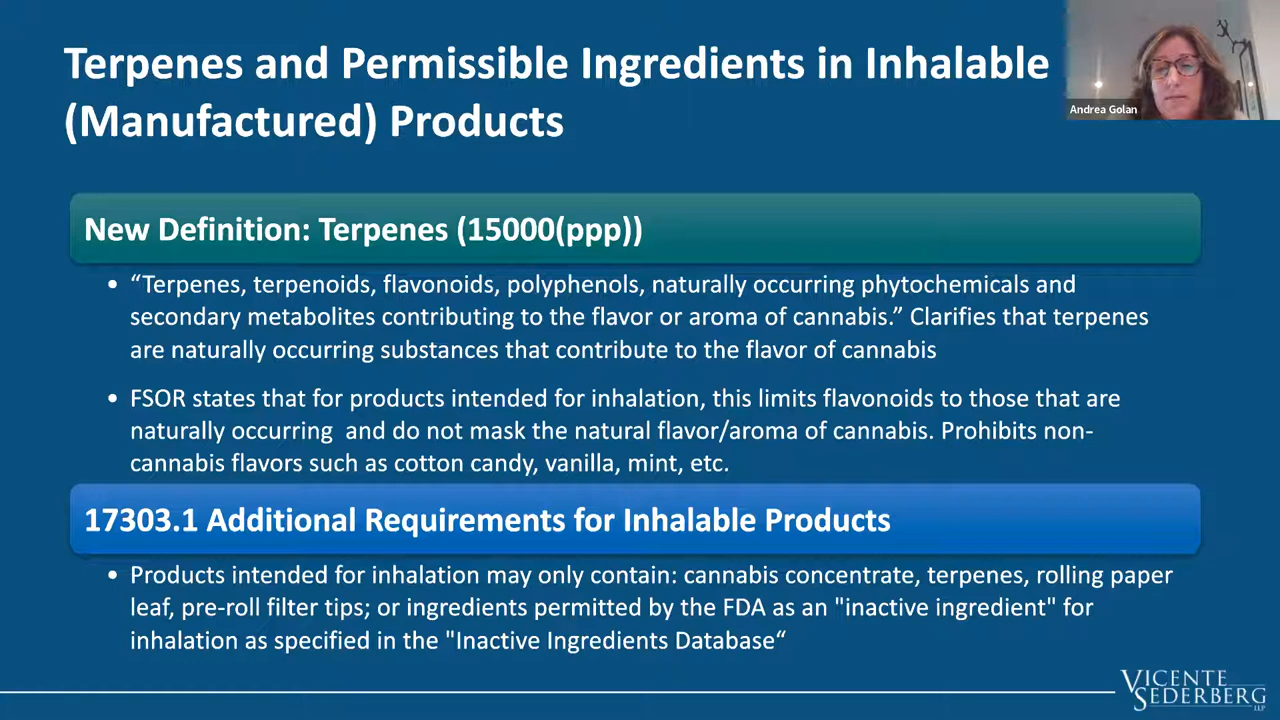 Terpenes and Permissible Ingredients in Inhalable
(Manufactured) Products
Andrea Golan
New Definition: Terpenes (15000(ppp))
• “Terpenes, terpenoids, flavonoids, polyphenols, naturally occurring phytochemicals and
secondary metabolites contributing to the flavor or aroma of cannabis.” Clarifies that terpenes
are naturally occurring substances that contribute to the flavor of cannabis
• FSOR states that for products intended for inhalation, this limits flavonoids to those that are
naturally occurring  and do not mask the natural flavor/aroma of cannabis. Prohibits non-
cannabis flavors such as cotton candy, vanilla, mint, etc.
17303.1 Additional Requirements for Inhalable Products
• Products intended for inhalation may only contain: cannabis concentrate, terpenes, rolling paper
leaf, pre-roll filter tips; or ingredients permitted by the FDA as an "inactive ingredient" for
inhalation as specified in the "Inactive Ingredients Database“
VICENTE
SEDERBERG
LLP